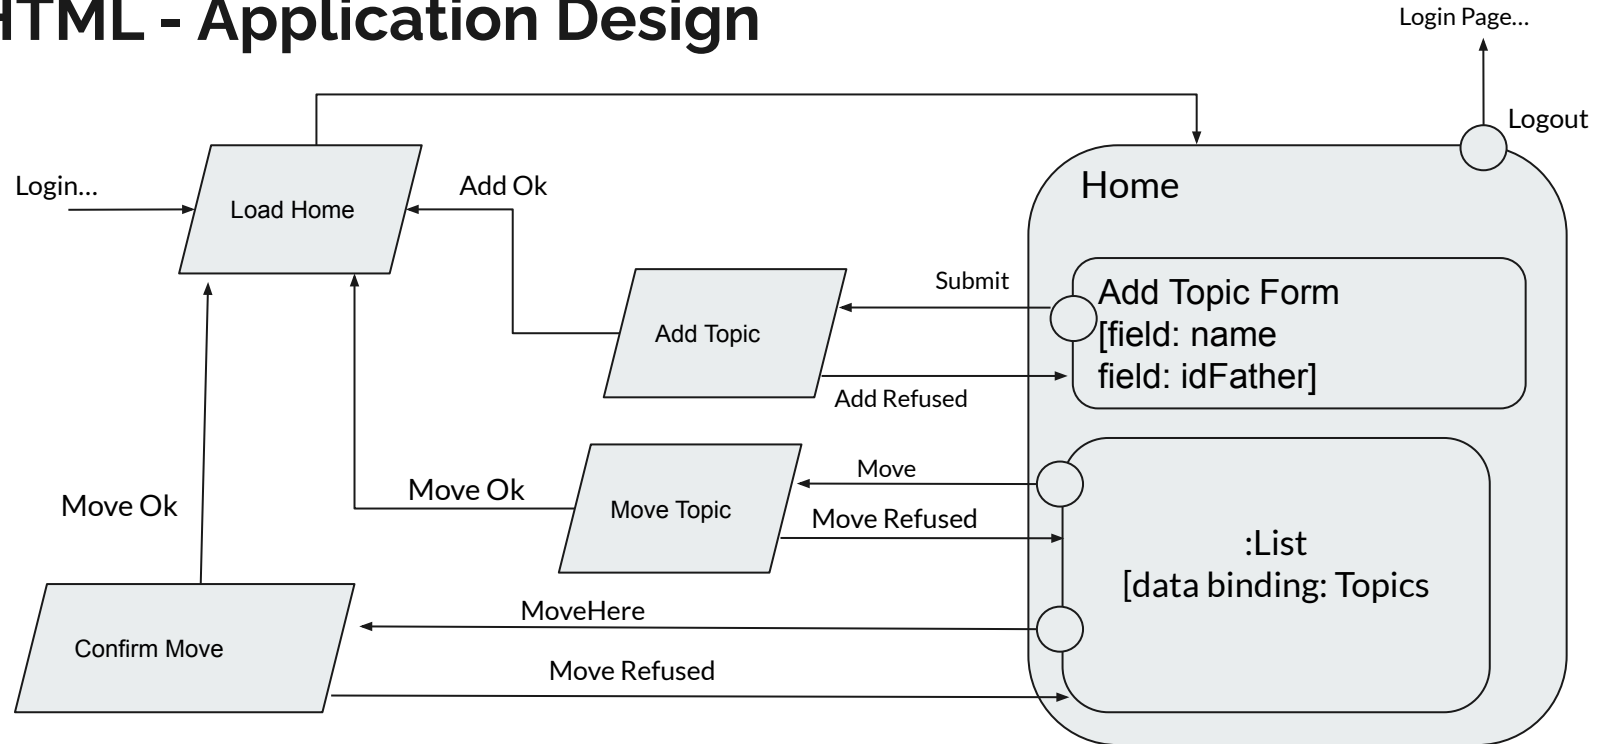 HTML - Application Design
Login Page...
Logout
Login...
Load Home
Add Ok
Home
Submit
Add Topic
Add Refused
Add Topic Form
[field: name
field: idFather]
Move
Move Ok
Move Topic
Move Refused
Move Ok
:List
[data binding: Topics
MoveHere
Confirm Move
Move Refused